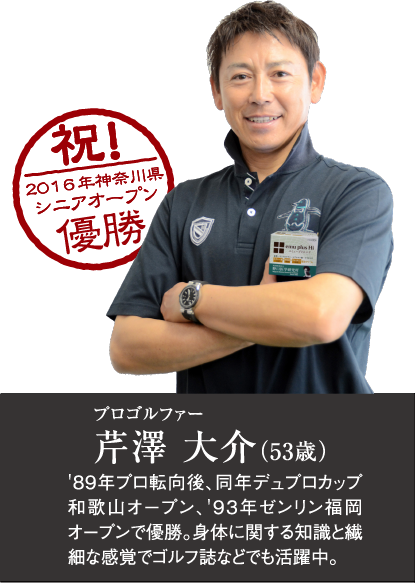 祝!
2016年神奈川県
シニアオープン
優勝
zone plus Hi
プロゴルファー
芹澤 大介(53歳)
'89年プロ転向後、同年デュプロカップ
和歌山オープン、'93年ゼンリン福岡
オープンで優勝。身体に関する知識と繊
細な感覚でゴルフ誌などでも活躍中。